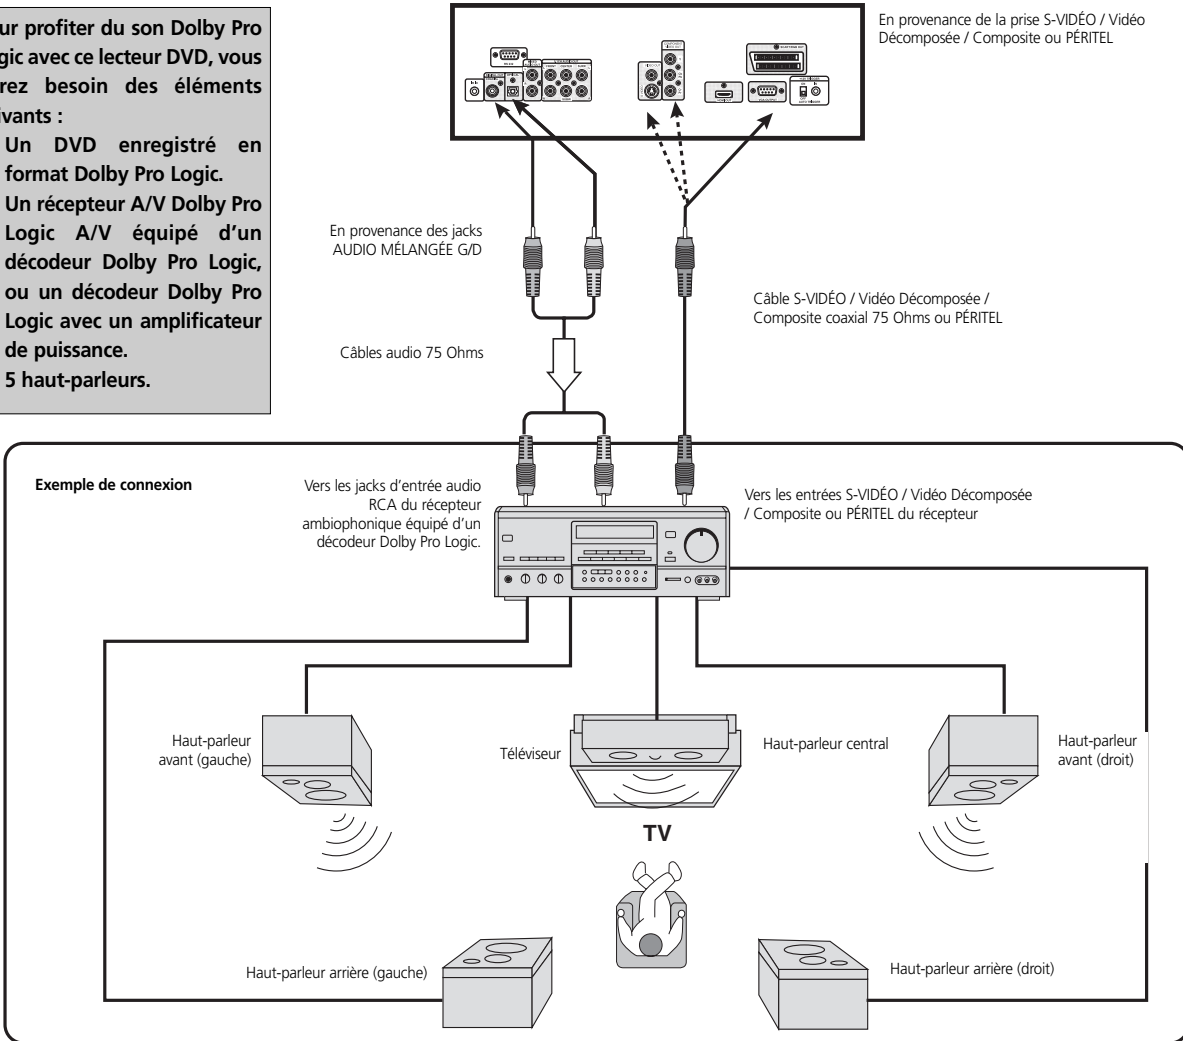 ur profiter du son Dolby Pro
gic avec ce lecteur DVD, vous
rez besoin des éléments
ivants :
Un DVD enregistré en
format Dolby Pro Logic.
Un récepteur A/V Dolby Pro
Logic A/V équipé d'un
décodeur Dolby Pro Logic,
ou un décodeur Dolby Pro
Logic avec un amplificateur
de puissance.
5 haut-parleurs.
En provenance de la prise S-VIDÉO / Vidéo
Décomposée / Composite ou PÉRITEL
En provenance des jacks
AUDIO MÉLANGÉE G/D
Câble S-VIDÉO / Vidéo Décomposée /
Composite coaxial 75 Ohms ou PÉRITEL
Câbles audio 75 Ohms
Exemple de connexion
Vers les jacks d'entrée audio
RCA du récepteur
ambiophonique équipé d'un
décodeur Dolby Pro Logic.
Vers les entrées S-VIDÉO / Vidéo Décomposée
/ Composite ou PÉRITEL du récepteur
Haut-parleur
avant (gauche)
Téléviseur
Haut-parleur central
Haut-parleur
avant (droit)
TV
Haut-parleur arrière (gauche)
Haut-parleur arrière (droit)